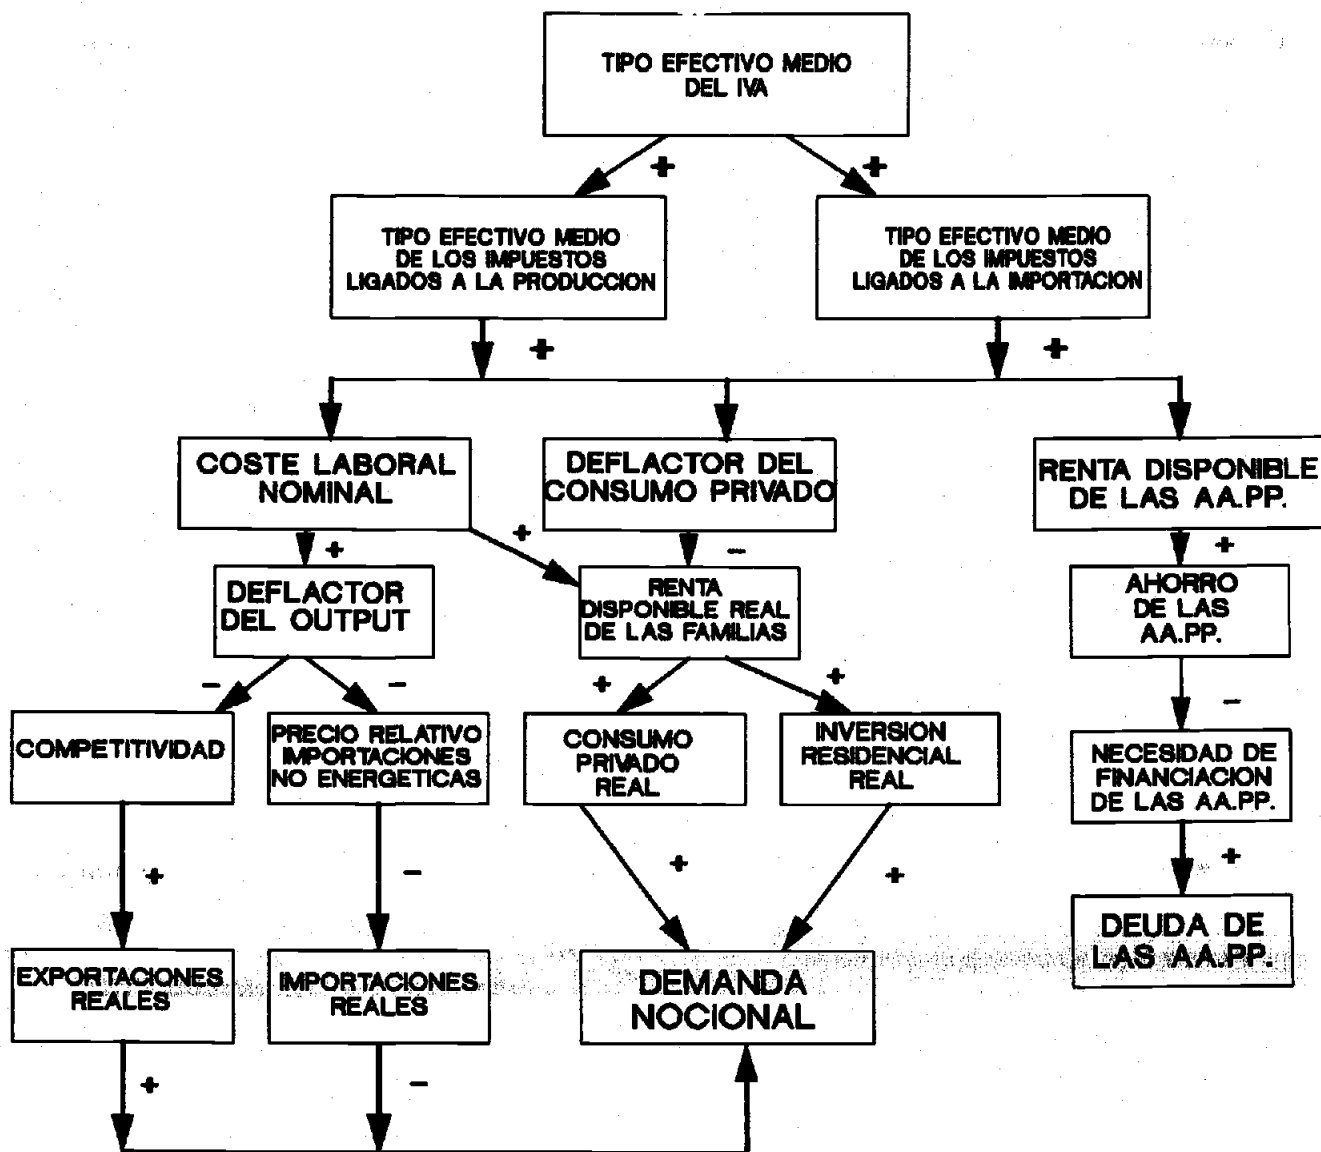 TIPO EFECTIVO MEDIO
DEL IVA
+
+
TIPO EFECTIVO MEDIO
DE LOS IMPUESTOS
LIGADOS A LA PRODUCCION
TIPO EFECTIVO MEDIO
DE LOS IMPUESTOS
LIGADOS A LA IMPORTACION
+
+
COSTE LABORAL
NOMINAL
DEFLACTOR DEL
CONSUMO PRIVADO
RENTA DISPONIBLE
DE LAS AA.PP.
+
+
−
+
DEFLACTOR
DEL OUTPUT
RENTA
DISPONIBLE REAL
DE LAS FAMILIAS
AHORRO
DE LAS
AA.PP.
−
−
+
+
−
COMPETITIVIDAD
PRECIO RELATIVO
IMPORTACIONES
NO ENERGETICAS
CONSUMO
PRIVADO
REAL
INVERSION
RESIDENCIAL
REAL
NECESIDAD DE
FINANCIACION
DE LAS AA.PP.
+
−
+
+
+
EXPORTACIONES
REALES
IMPORTACIONES
REALES
DEMANDA
NOCIONAL
DEUDA DE
LAS AA.PP.
+
−